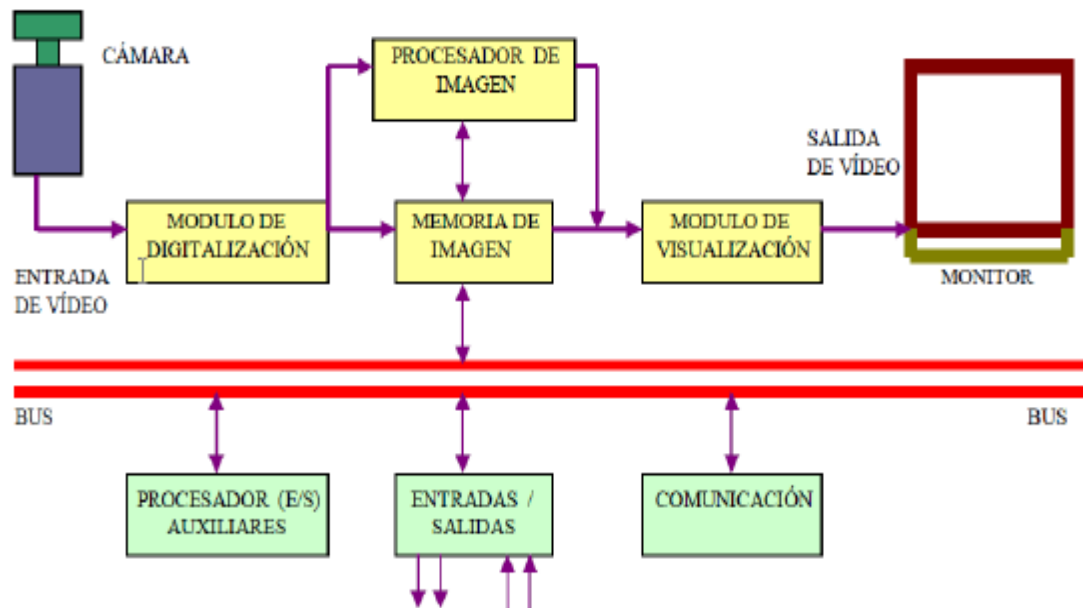 CÁMARA
PROCESADOR DE
IMAGEN
SALIDA
DE VÍDEO
MODULO DE
DIGITALIZACIÓN
MEMORIA DE
IMAGEN
MODULO DE
VISUALIZACIÓN
ENTRADA
DE VÍDEO
MONITOR
BUS
BUS
PROCESADOR (E/S)
AUXILIARES
ENTRADAS /
SALIDAS
COMUNICACIÓN